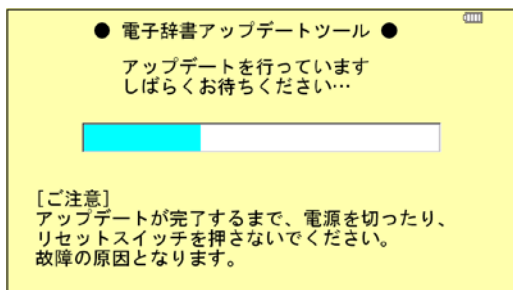 ● 電子辞書アップデートツール ●
アップデートを行っています
しばらくお待ちください…
[ご注意]
アップデートが完了するまで、電源を切ったり、
リセットスイッチを押さないでください。
故障の原因となります。